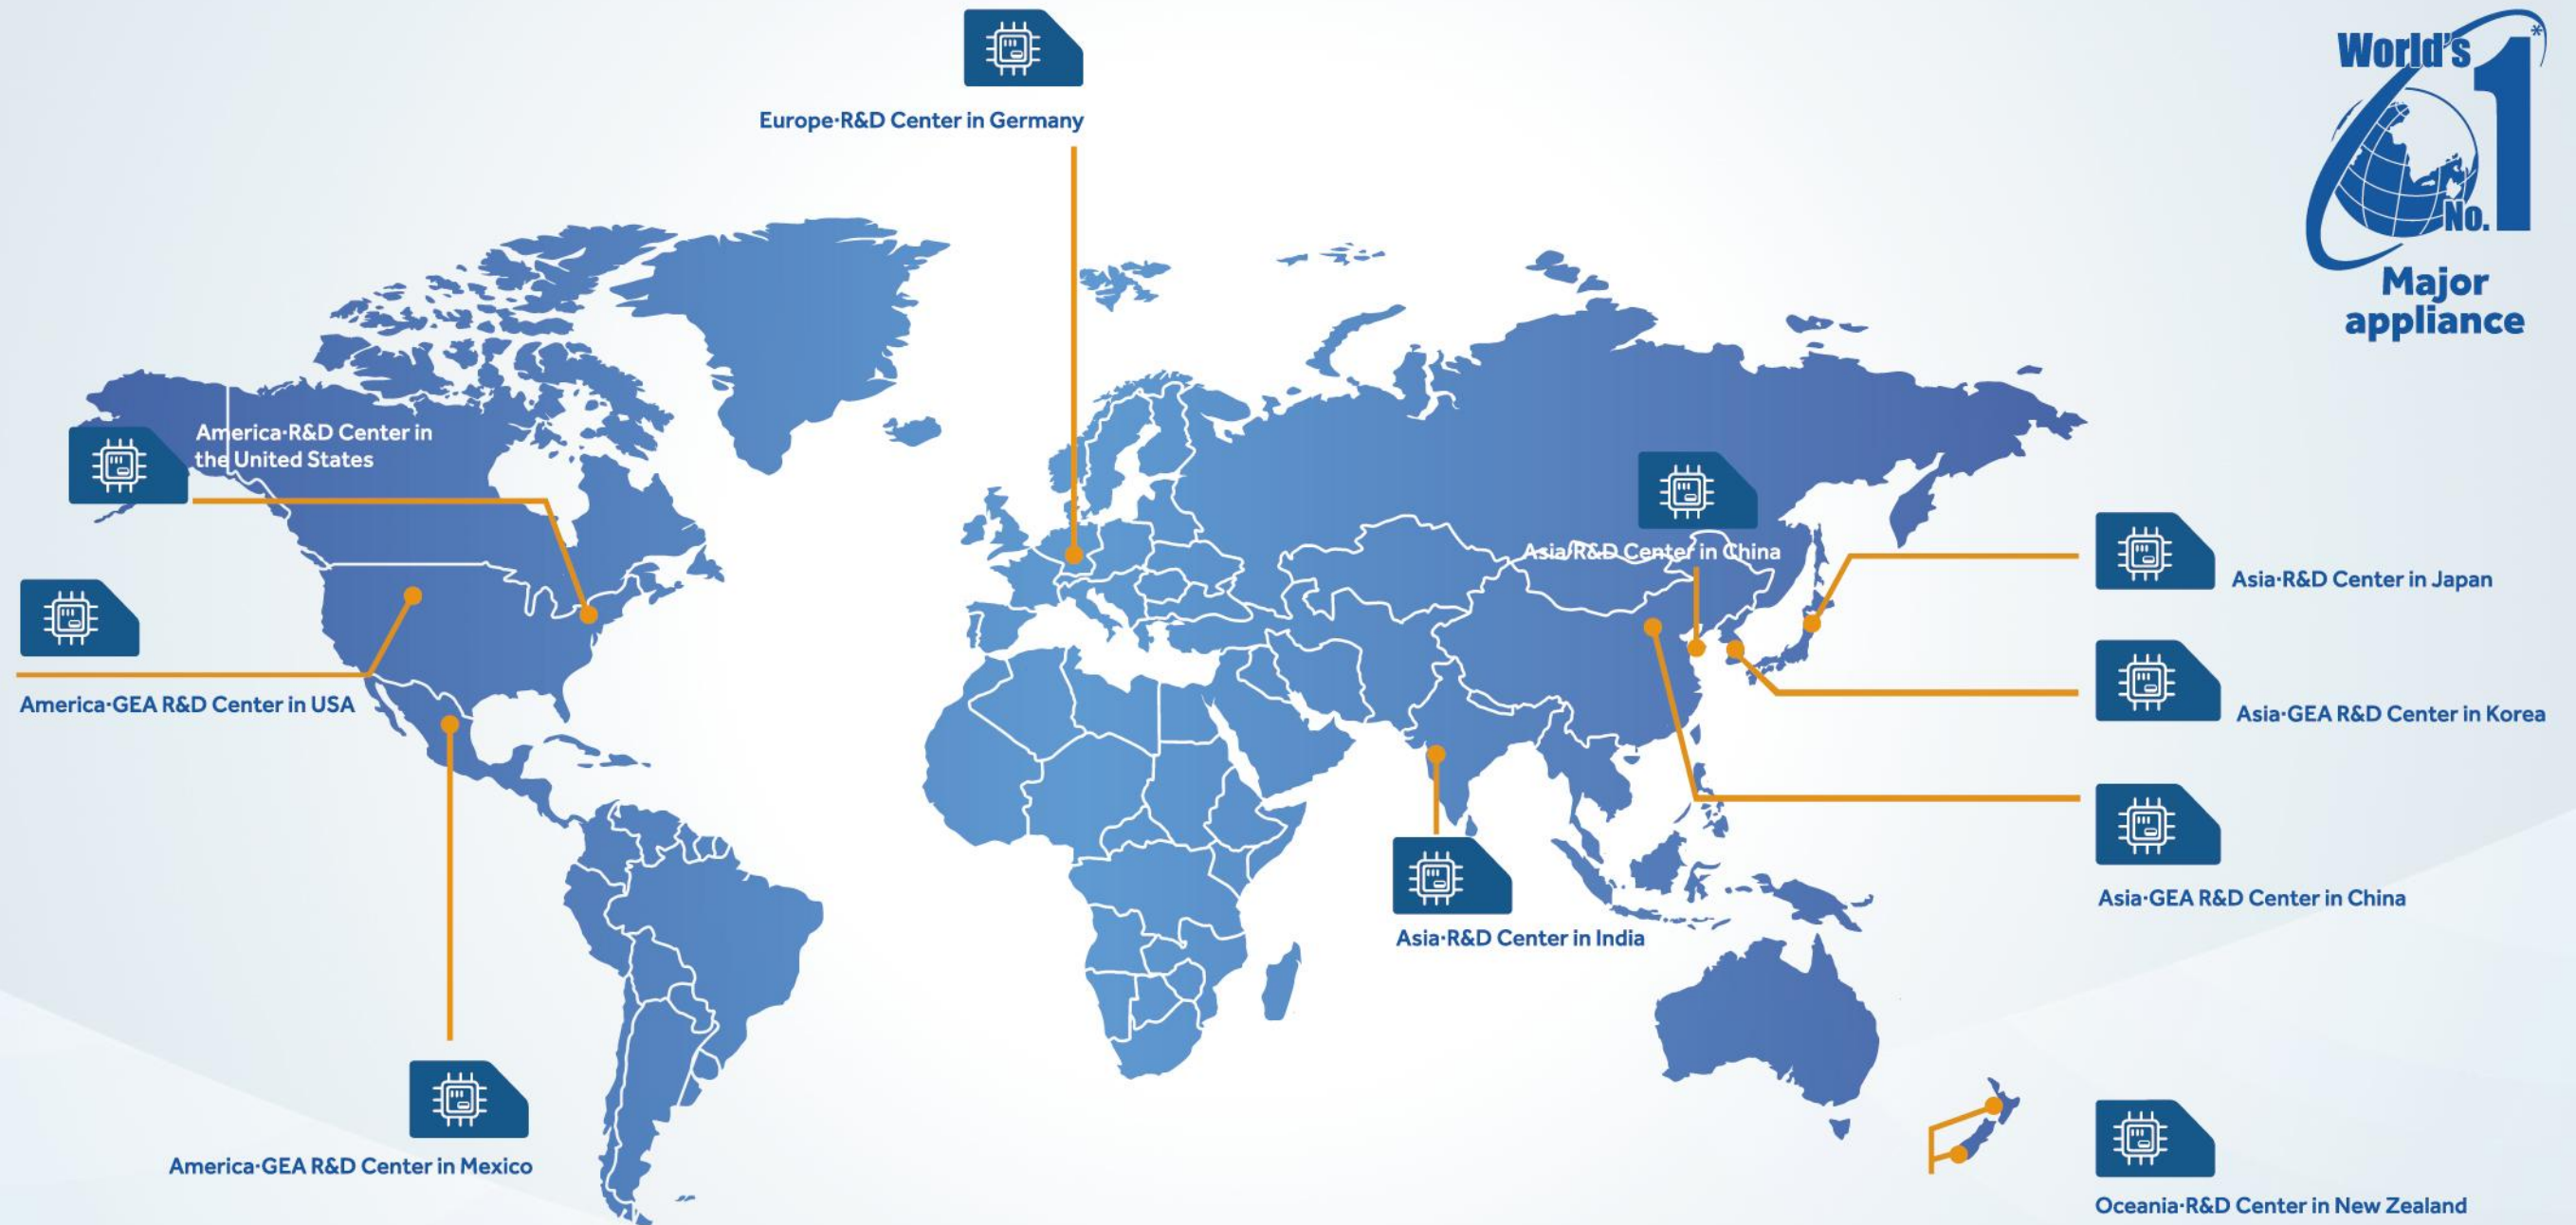 World's
No.1*
Major
appliance
Europe·R&D Center in Germany
America·R&D Center in
the United States
Asia·R&D Center in China
Asia·R&D Center in Japan
America·GEA R&D Center in USA
Asia·GEA R&D Center in Korea
Asia·GEA R&D Center in China
Asia·R&D Center in India
America·GEA R&D Center in Mexico
Oceania·R&D Center in New Zealand